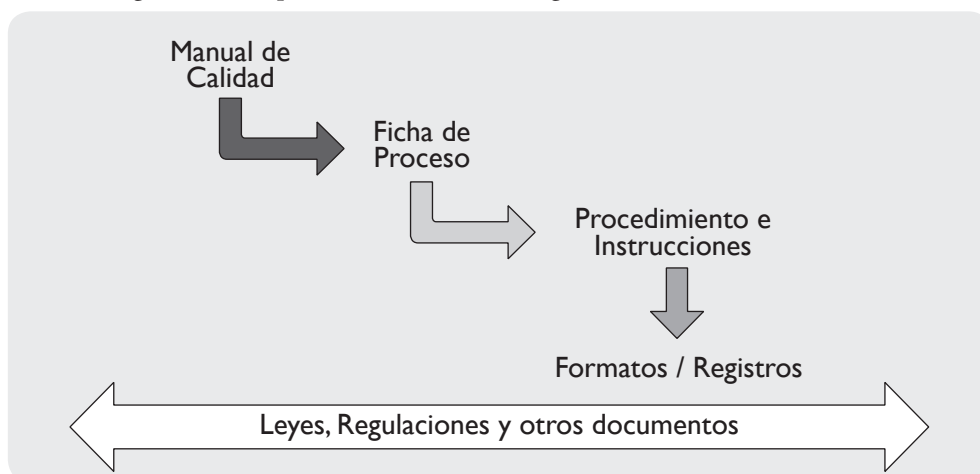 Manual de
Calidad
Ficha de
Proceso
Procedimiento e
Instrucciones
Formatos / Registros
Leyes, Regulaciones y otros documentos